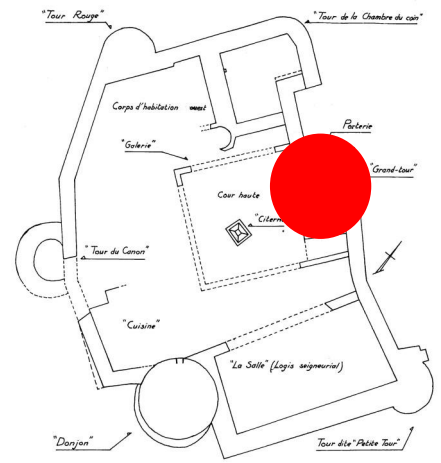 "Tour Rouge"
"Tour de la Chambre du coin"
Corps d'habitation ouest
Porterie
"Galerie"
"Grand-tour"
Cour haute
"Citern
"Tour du Canon"
"Cuisine"
"La Salle" (Logis seigneurial)
"Donjon"
Tour dite "Petite Tour"